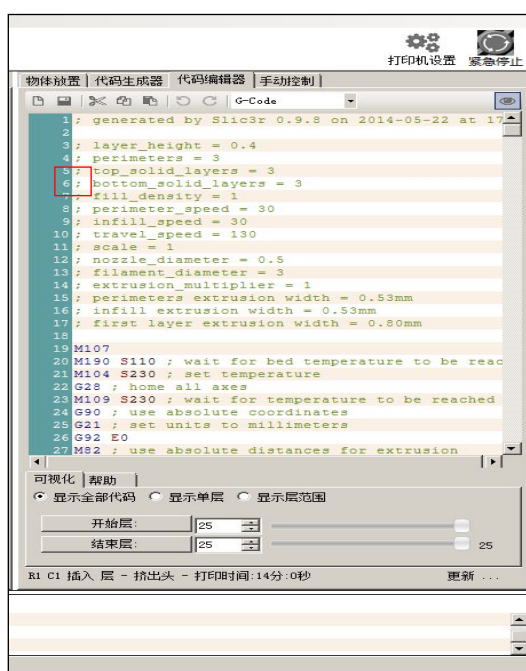 打印机设置 紧急停止
物体放置 代码生成器 代码编辑器 手动控制
G-Code
1 ; generated by Slic3r 0.9.8 on 2014-05-22 at 17
2
3 ; layer_height = 0.4
4 ; perimeters = 3
5 ; top_solid_layers = 3
6 ; bottom_solid_layers = 3
7 ; fill_density = 1
8 ; perimeter_speed = 30
9 ; infill_speed = 30
10 ; travel_speed = 130
11 ; scale = 1
12 ; nozzle_diameter = 0.5
13 ; filament_diameter = 3
14 ; extrusion_multiplier = 1
15 ; perimeters extrusion width = 0.53mm
16 ; infill extrusion width = 0.53mm
17 ; first layer extrusion width = 0.80mm
18
19 M107
20 M190 S110 ; wait for bed temperature to be reac
21 M104 S230 ; set temperature
22 G28 ; home all axes
23 M109 S230 ; wait for temperature to be reached
24 G90 ; use absolute coordinates
25 G21 ; set units to millimeters
26 G92 E0
27 M82 ; use absolute distances for extrusion
可视化 帮助
显示全部代码 显示单层 显示层范围
开始层: 25
结束层: 25 25
R1 C1 插入 层 - 挤出头 - 打印时间:14分:0秒 更新 ...